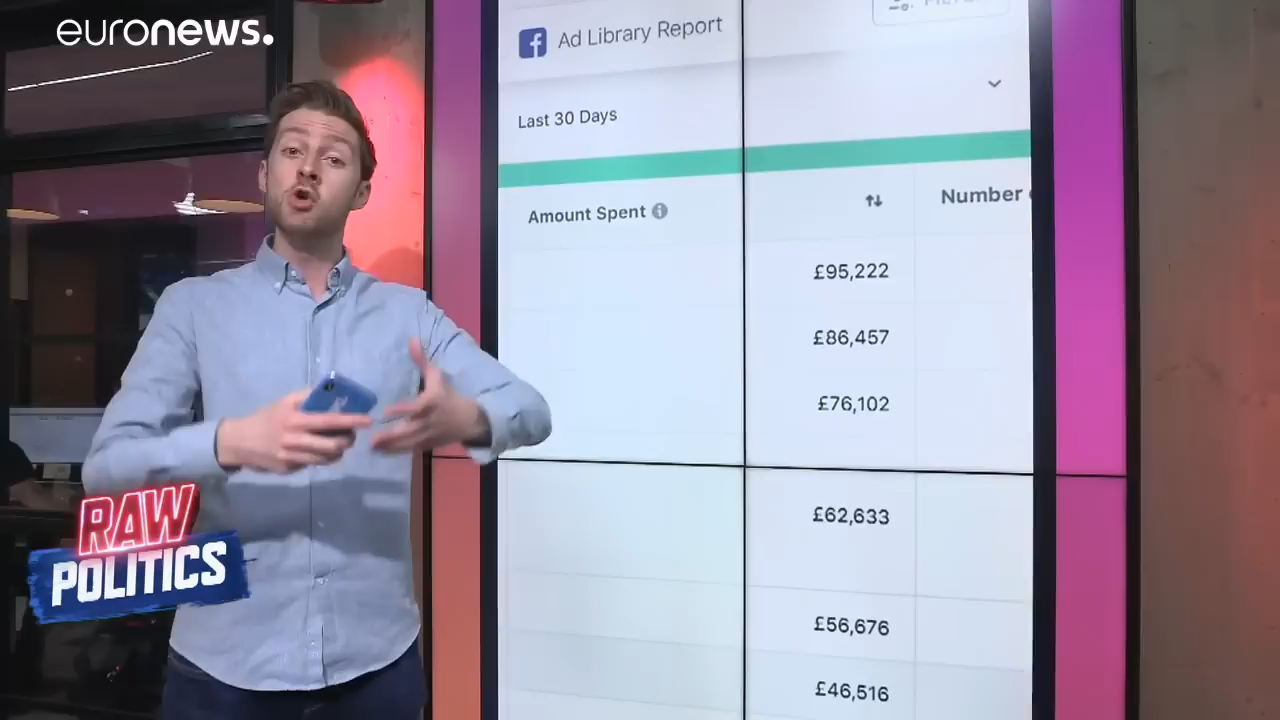 euronews.
Ad Library Report
Last 30 Days
Amount Spent
Number
£95,222
£86,457
£76,102
£62,633
£56,676
£46,516
RAW
POLITICS